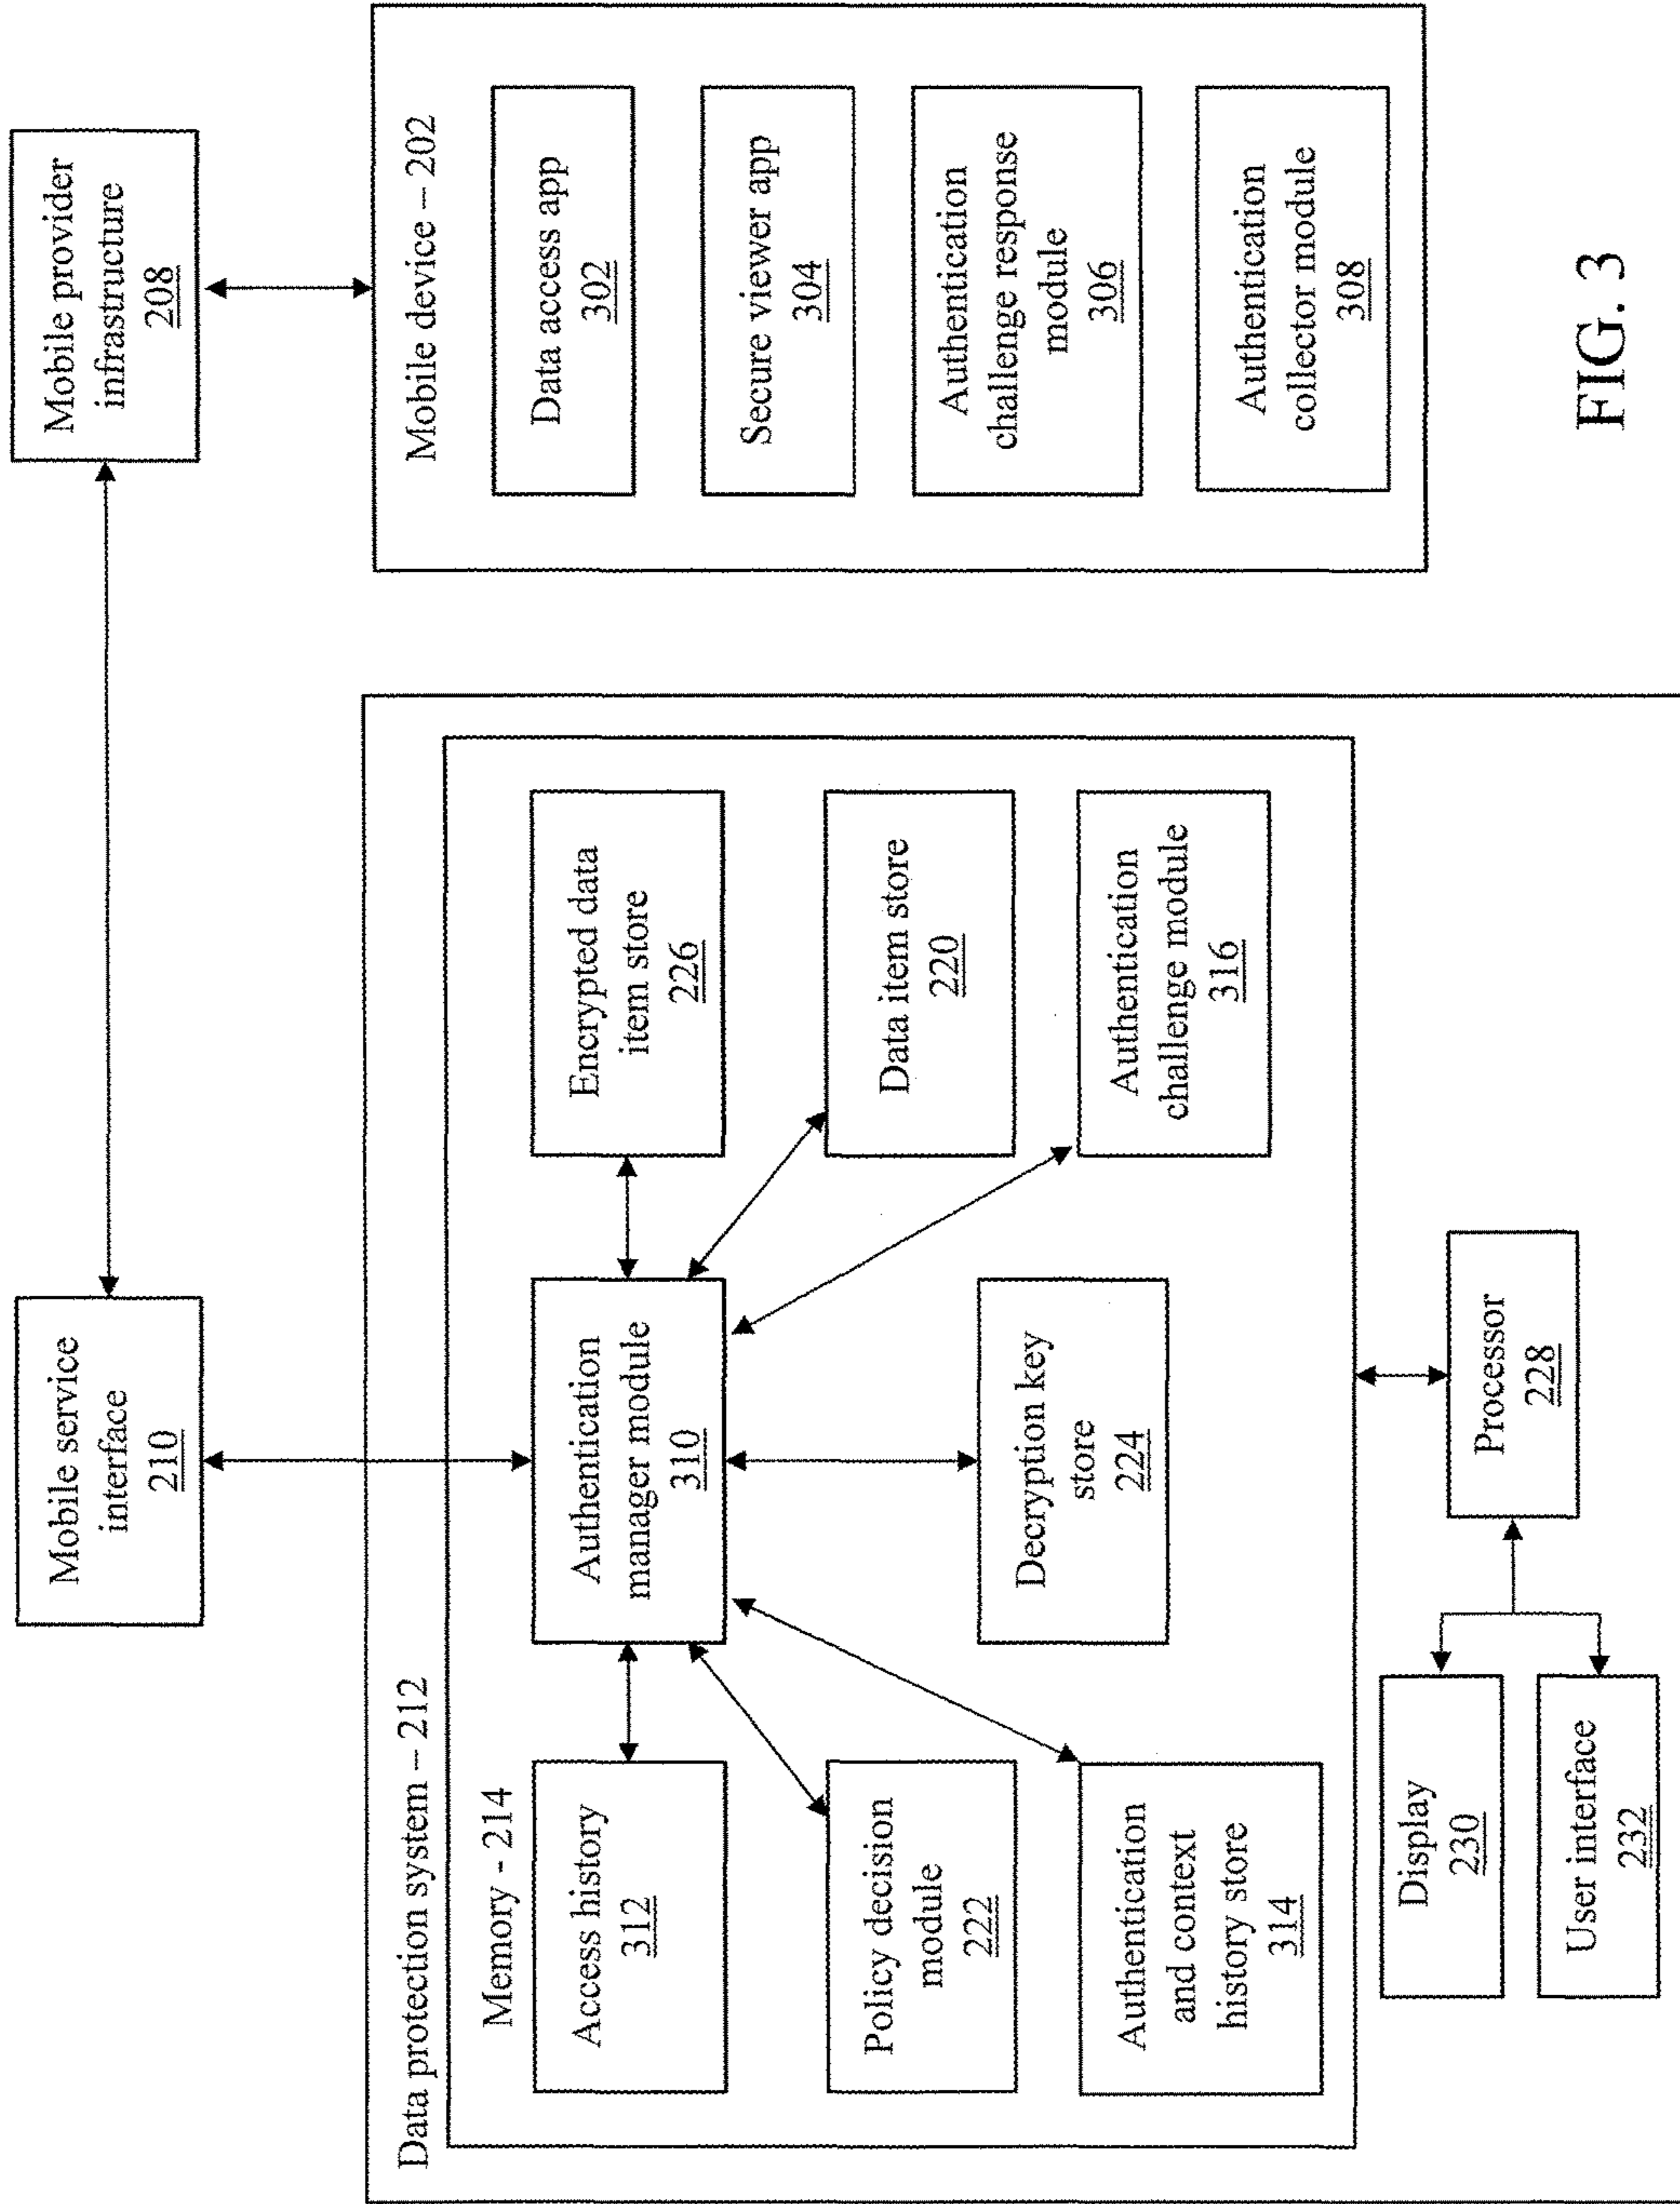 Mobile service
interface
210
Mobile provider
infrastructure
208
Data protection system – 212
Memory - 214
Access history
312
Policy decision
module
222
Authentication
and context
history store
314
Authentication
manager module
310
Decryption key
store
224
Encrypted data
item store
226
Data item store
220
Authentication
challenge module
316
Display
230
User interface
232
Processor
228
Mobile device – 202
Data access app
302
Secure viewer app
304
Authentication
challenge response
module
306
Authentication
collector module
308
FIG. 3